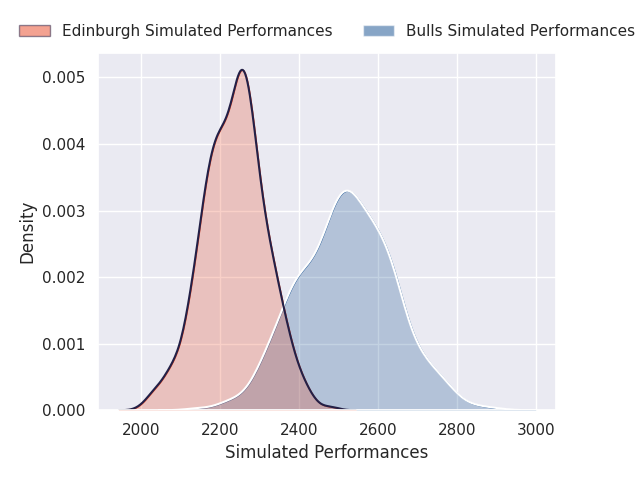 Edinburgh Simulated Performances
Bulls Simulated Performances
0.005
0.004
0.003
0.002
0.001
0.000
Density
2000 2200 2400 2600 2800 3000
Simulated Performances